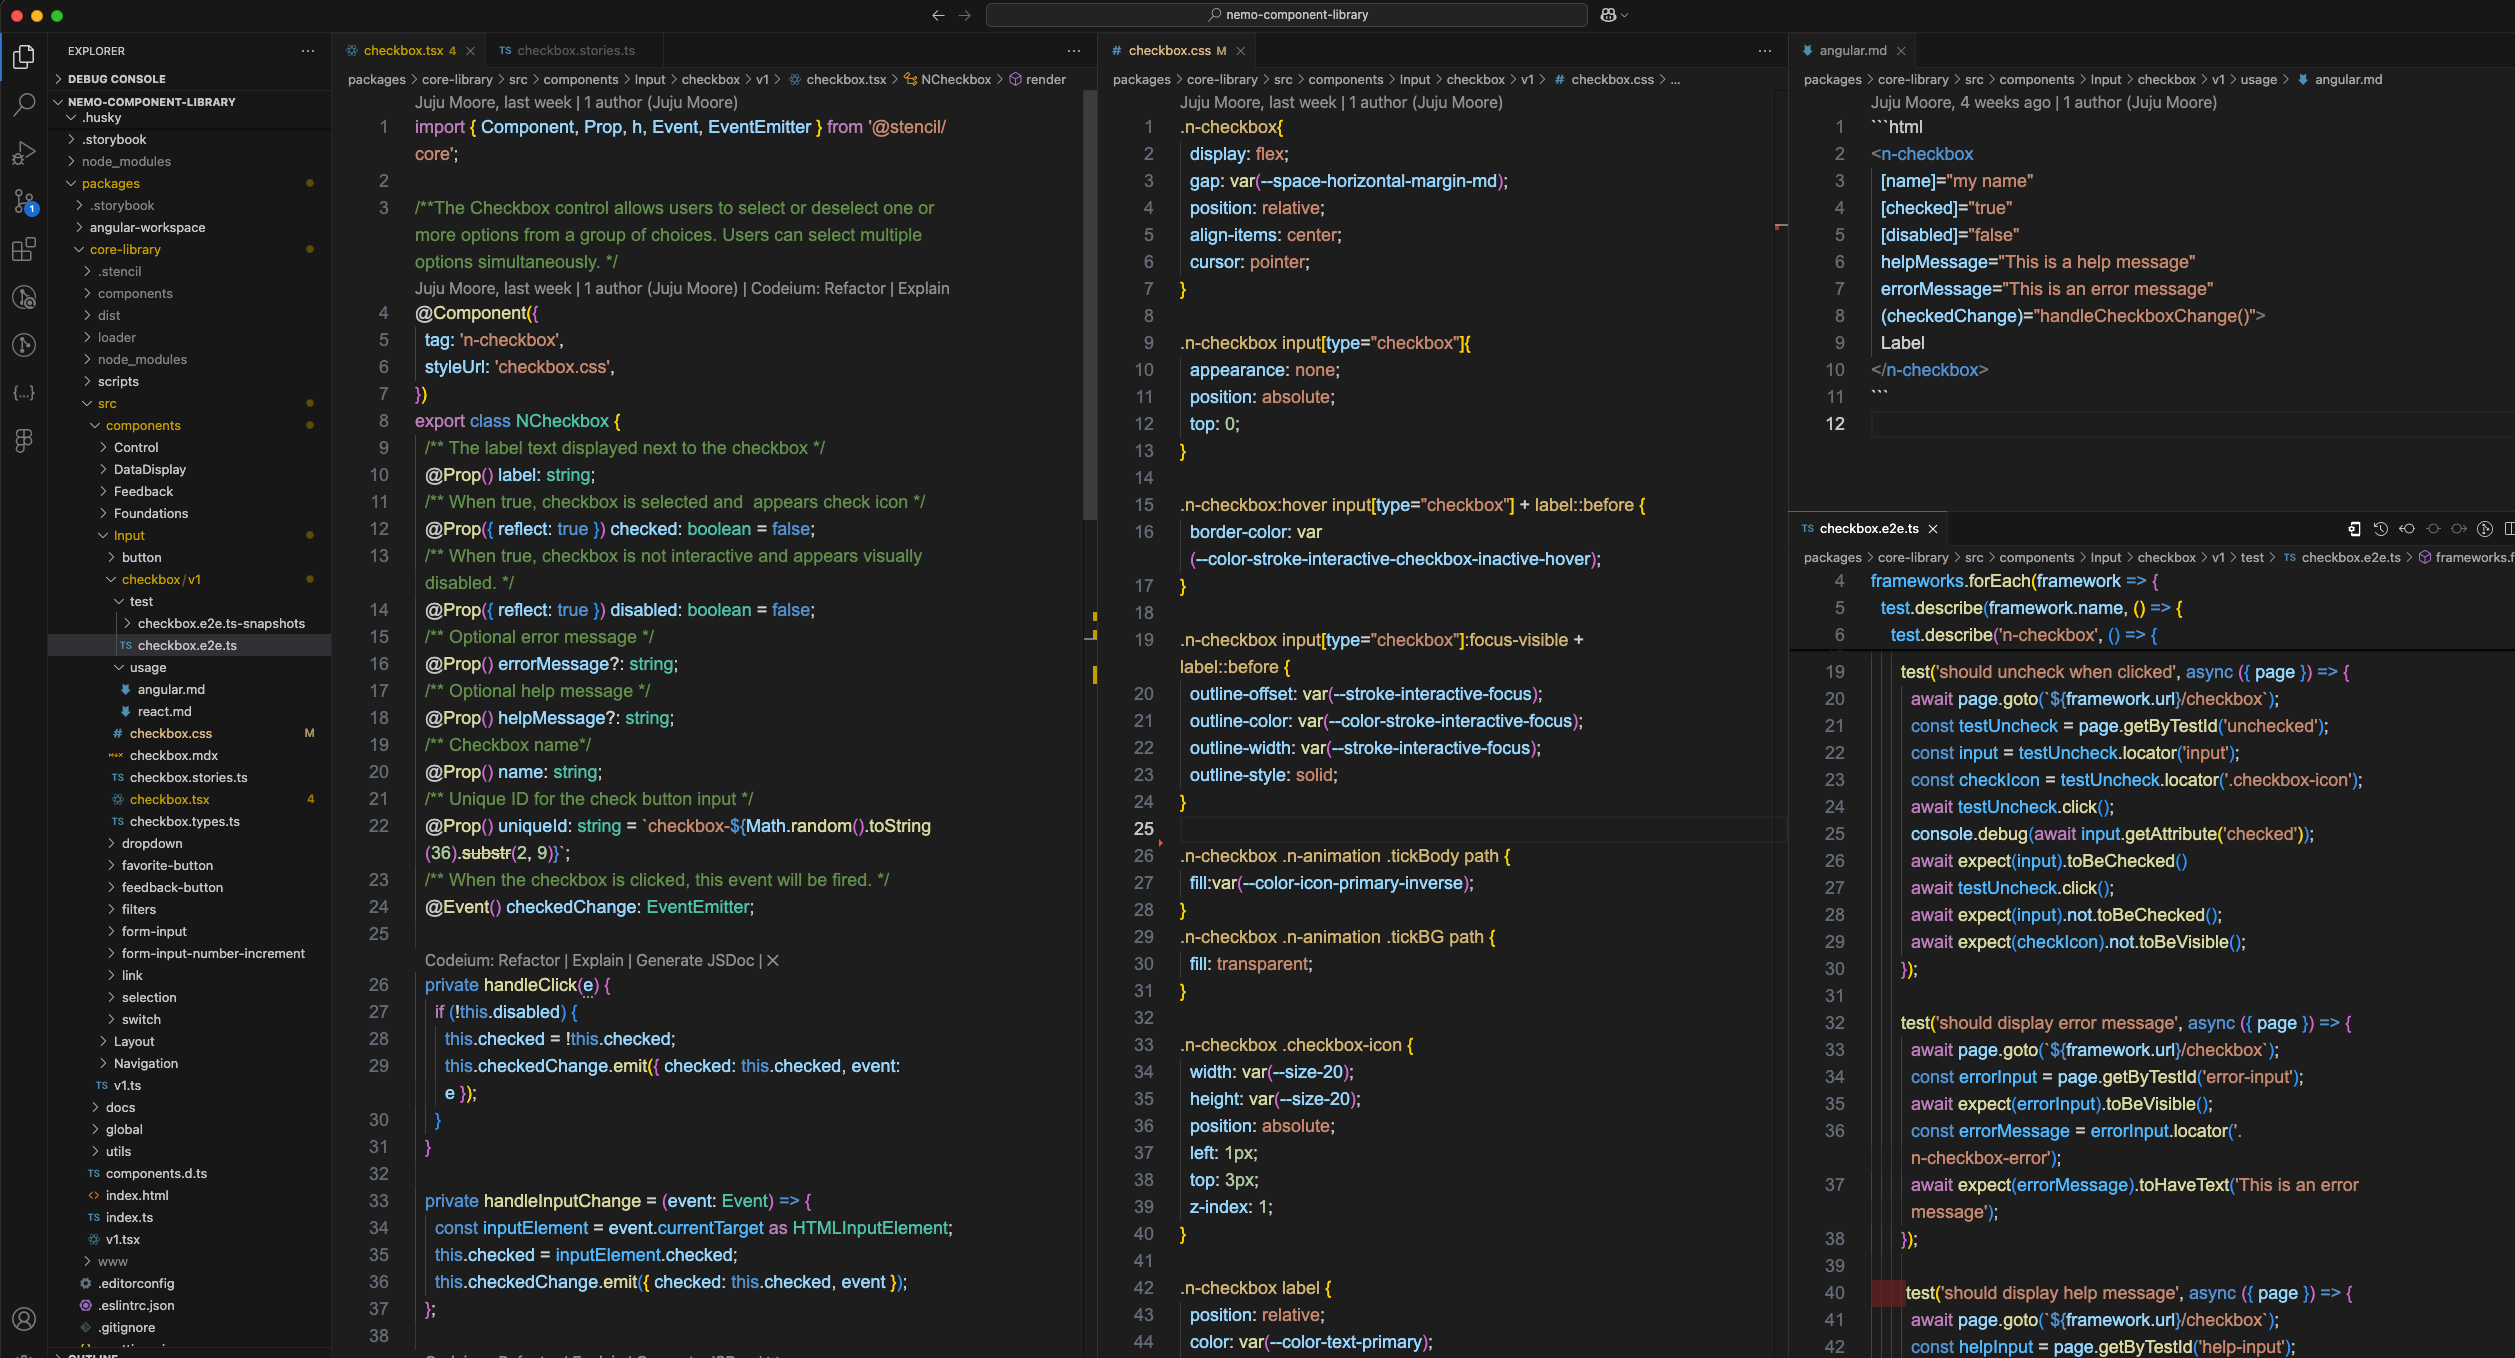 nemo-component-library
EXPLORER
DEBUG CONSOLE
NEMO-COMPONENT-LIBRARY
.husky
.storybook
node_modules
packages
.storybook
angular-workspace
core-library
.stencil
components
dist
loader
node_modules
scripts
src
components
Control
DataDisplay
Feedback
Foundations
Input
button
checkbox/v1
test
checkbox.e2e.ts-snapshots
TS checkbox.e2e.ts
usage
angular.md
react.md
# checkbox.css M
checkbox.mdx
TS checkbox.stories.ts
checkbox.tsx 4
TS checkbox.types.ts
dropdown
favorite-button
feedback-button
filters
form-input
form-input-number-increment
link
selection
switch
Layout
Navigation
TS v1.ts
docs
global
utils
TS components.d.ts
index.html
TS index.ts
v1.tsx
www
.editorconfig
.eslintrc.json
.gitignore
OUTLINE
1
checkbox.tsx 4
TS checkbox.stories.ts
packages > core-library > src > components > Input > checkbox > v1 > checkbox.tsx > NCheckbox > render
Juju Moore, last week | 1 author (Juju Moore)
1 import { Component, Prop, h, Event, EventEmitter } from '@stencil/
core';
2
3 /**The Checkbox control allows users to select or deselect one or
more options from a group of choices. Users can select multiple
options simultaneously. */
Juju Moore, last week | 1 author (Juju Moore) | Codeium: Refactor | Explain
4 @Component({
5 tag: 'n-checkbox',
6 styleUrl: 'checkbox.css',
7 })
8 export class NCheckbox {
9 /** The label text displayed next to the checkbox */
10 @Prop() label: string;
11 /** When true, checkbox is selected and  appears check icon */
12 @Prop({ reflect: true }) checked: boolean = false;
13 /** When true, checkbox is not interactive and appears visually
disabled. */
14 @Prop({ reflect: true }) disabled: boolean = false;
15 /** Optional error message */
16 @Prop() errorMessage?: string;
17 /** Optional help message */
18 @Prop() helpMessage?: string;
19 /** Checkbox name*/
20 @Prop() name: string;
21 /** Unique ID for the check button input */
22 @Prop() uniqueId: string = `checkbox-${Math.random().toString
(36).substr(2, 9)}`;
23 /** When the checkbox is clicked, this event will be fired. */
24 @Event() checkedChange: EventEmitter;
25
Codeium: Refactor | Explain | Generate JSDoc | ✕
26 private handleClick(e) {
27 if (!this.disabled) {
28 this.checked = !this.checked;
29 this.checkedChange.emit({ checked: this.checked, event:
e });
30 }
31 }
32
33 private handleInputChange = (event: Event) => {
34 const inputElement = event.currentTarget as HTMLInputElement;
35 this.checked = inputElement.checked;
36 this.checkedChange.emit({ checked: this.checked, event });
37 };
38
# checkbox.css M
packages > core-library > src > components > Input > checkbox > v1 > # checkbox.css > ...
Juju Moore, last week | 1 author (Juju Moore)
1 .n-checkbox{
2 display: flex;
3 gap: var(--space-horizontal-margin-md);
4 position: relative;
5 align-items: center;
6 cursor: pointer;
7 }
8
9 .n-checkbox input[type="checkbox"]{
10 appearance: none;
11 position: absolute;
12 top: 0;
13 }
14
15 .n-checkbox:hover input[type="checkbox"] + label::before {
16 border-color: var
(--color-stroke-interactive-checkbox-inactive-hover);
17 }
18
19 .n-checkbox input[type="checkbox"]:focus-visible +
label::before {
20 outline-offset: var(--stroke-interactive-focus);
21 outline-color: var(--color-stroke-interactive-focus);
22 outline-width: var(--stroke-interactive-focus);
23 outline-style: solid;
24 }
25
26 .n-checkbox .n-animation .tickBody path {
27 fill:var(--color-icon-primary-inverse);
28 }
29 .n-checkbox .n-animation .tickBG path {
30 fill: transparent;
31 }
32
33 .n-checkbox .checkbox-icon {
34 width: var(--size-20);
35 height: var(--size-20);
36 position: absolute;
37 left: 1px;
38 top: 3px;
39 z-index: 1;
40 }
41
42 .n-checkbox label {
43 position: relative;
44 color: var(--color-text-primary);
angular.md
packages > core-library > src > components > Input > checkbox > v1 > usage > angular.md
Juju Moore, 4 weeks ago | 1 author (Juju Moore)
1 ```html
2 <n-checkbox
3 [name]="my name"
4 [checked]="true"
5 [disabled]="false"
6 helpMessage="This is a help message"
7 errorMessage="This is an error message"
8 (checkedChange)="handleCheckboxChange()">
9 Label
10 </n-checkbox>
11 ```
12
TS checkbox.e2e.ts
packages > core-library > src > components > Input > checkbox > v1 > test > TS checkbox.e2e.ts > frameworks.f
4 frameworks.forEach(framework => {
5 test.describe(framework.name, () => {
6 test.describe('n-checkbox', () => {
19 test('should uncheck when clicked', async ({ page }) => {
20 await page.goto(`${framework.url}/checkbox`);
21 const testUncheck = page.getByTestId('unchecked');
22 const input = testUncheck.locator('input');
23 const checkIcon = testUncheck.locator('.checkbox-icon');
24 await testUncheck.click();
25 console.debug(await input.getAttribute('checked'));
26 await expect(input).toBeChecked()
27 await testUncheck.click();
28 await expect(input).not.toBeChecked();
29 await expect(checkIcon).not.toBeVisible();
30 });
31
32 test('should display error message', async ({ page }) => {
33 await page.goto(`${framework.url}/checkbox`);
34 const errorInput = page.getByTestId('error-input');
35 await expect(errorInput).toBeVisible();
36 const errorMessage = errorInput.locator('.
n-checkbox-error');
37 await expect(errorMessage).toHaveText('This is an error
message');
38 });
39
40 test('should display help message', async ({ page }) => {
41 await page.goto(`${framework.url}/checkbox`);
42 const helpInput = page.getByTestId('help-input');